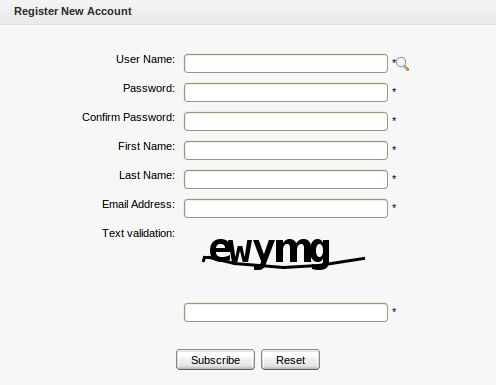 Register New Account
User Name: *
Password: *
Confirm Password: *
First Name: *
Last Name: *
Email Address: *
Text validation:
ewymg
*
Subscribe Reset